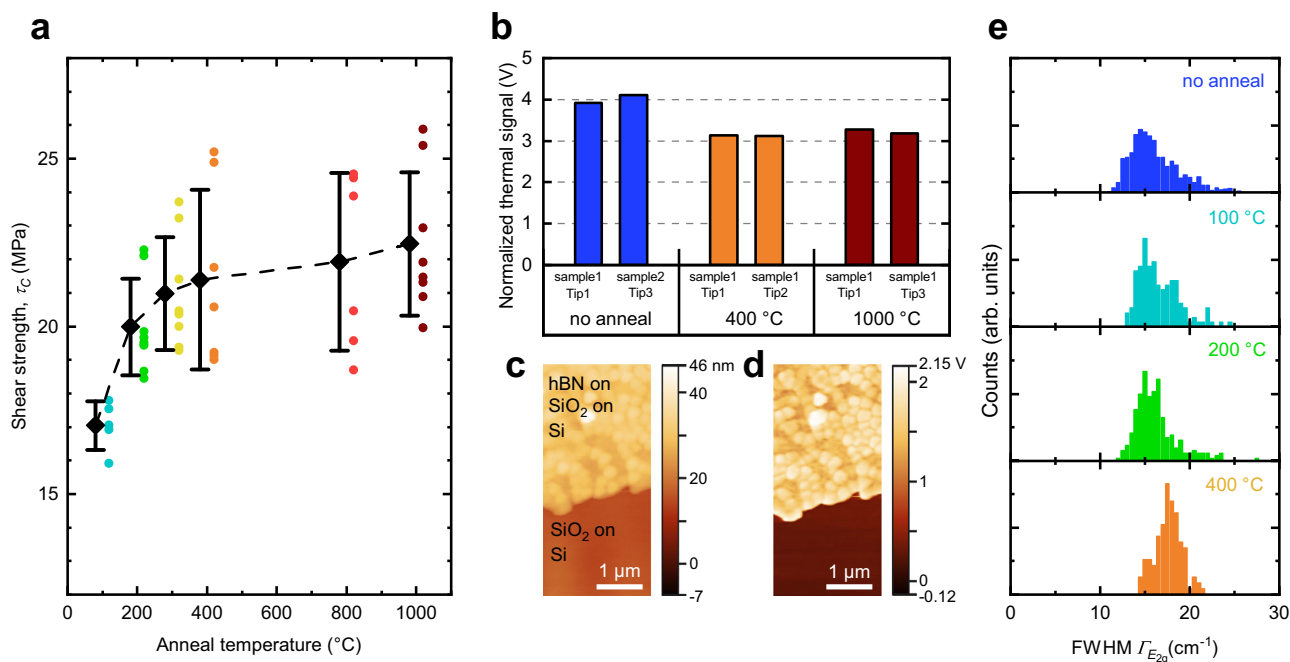 a
Shear strength, τC (MPa)
25
20
15
0 200 400 600 800 1000
Anneal temperature (°C)
b
Normalized thermal signal (V)
5
4
3
2
1
0
sample1 sample2 sample1 sample1 sample1 sample1
Tip1 Tip3 Tip1 Tip2 Tip1 Tip3
no anneal 400 °C 1000 °C
c
hBN on
SiO2 on
Si
SiO2 on
Si
1 µm
46 nm
40
20
0
-7
d
1 µm
2.15 V
2
1
0
-0.12
e
Counts (arb. units)
no anneal
100 °C
200 °C
400 °C
0 10 20 30
FWHM ΓE2g(cm-1)